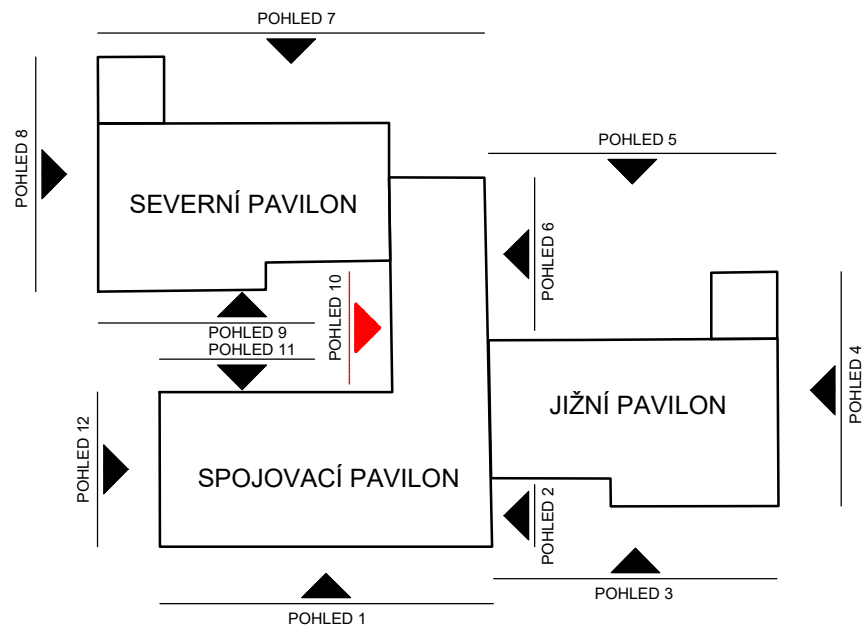 POHLED 7
POHLED 8
POHLED 5
SEVERNÍ PAVILON
POHLED 6
POHLED 10
POHLED 9
POHLED 11
POHLED 4
JIŽNÍ PAVILON
POHLED 12
SPOJOVACÍ PAVILON
POHLED 2
POHLED 3
POHLED 1